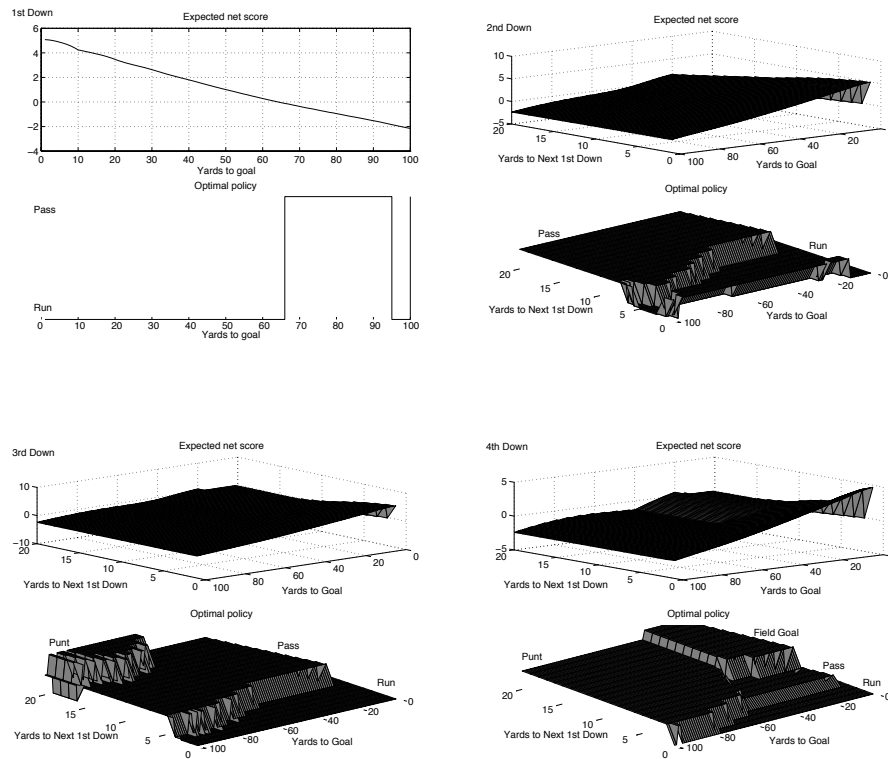 1st Down
Expected net score
6
4
2
0
−2
−4
0 10 20 30 40 50 60 70 80 90 100
Yards to goal
Optimal policy
Pass
Run
0 10 20 30 40 50 60 70 80 90 100
Yards to goal
2nd Down
Expected net score
10
5
0
−5
20 15 10 5 0
100 80 60 40 20 0
Yards to Next 1st Down
Yards to Goal
Optimal policy
Pass
Run
20 15 10 5 0
100 80 60 40 20 0
Yards to Next 1st Down
Yards to Goal
3rd Down
Expected net score
10
0
−10
20 15 10 5 0
100 80 60 40 20 0
Yards to Next 1st Down
Yards to Goal
Optimal policy
Punt
Pass
Run
20 15 10 5 0
100 80 60 40 20 0
Yards to Next 1st Down
Yards to Goal
4th Down
Expected net score
5
0
−5
20 15 10 5 0
100 80 60 40 20 0
Yards to Next 1st Down
Yards to Goal
Optimal policy
Punt
Field Goal
Pass
Run
20 15 10 5 0
100 80 60 40 20 0
Yards to Next 1st Down
Yards to Goal